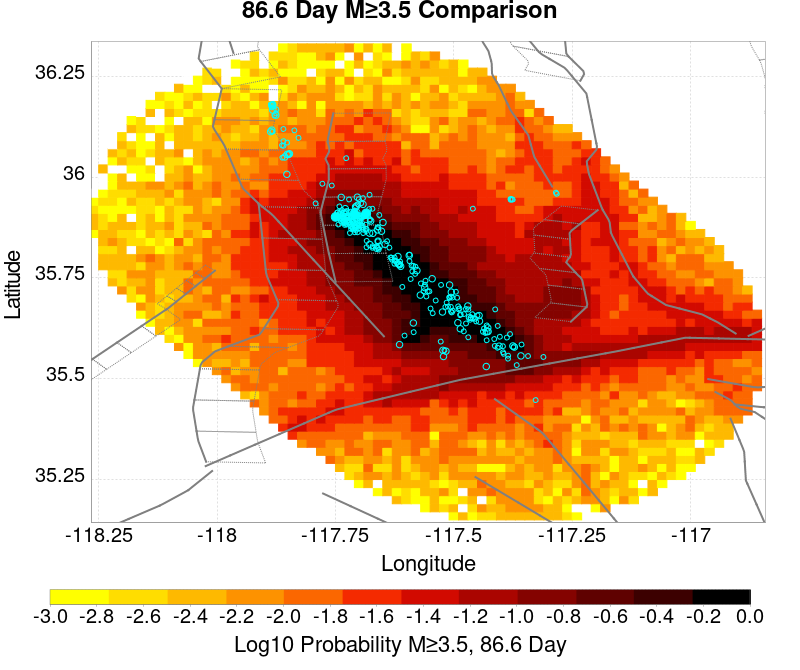 86.6 Day M≥3.5 Comparison
36.25
36
35.75
35.5
35.25
Latitude
-118.25 -118 -117.75 -117.5 -117.25 -117
Longitude
-3.0 -2.8 -2.6 -2.4 -2.2 -2.0 -1.8 -1.6 -1.4 -1.2 -1.0 -0.8 -0.6 -0.4 -0.2 0.0
Log10 Probability M≥3.5, 86.6 Day